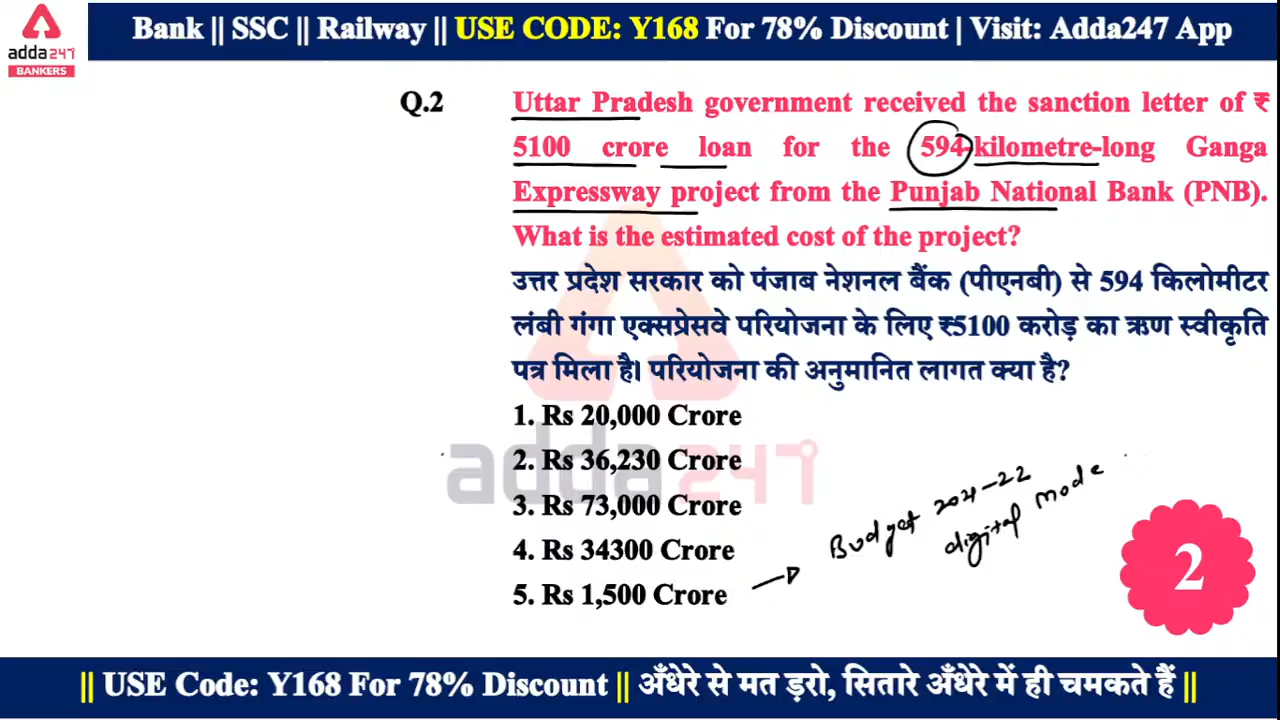 Bank || SSC || Railway || USE CODE: Y168 For 78% Discount | Visit: Adda247 App
adda247
BANKERS
Q.2 Uttar Pradesh government received the sanction letter of ₹
5100 crore loan for the 594-kilometre-long Ganga
Expressway project from the Punjab National Bank (PNB).
What is the estimated cost of the project?
उत्तर प्रदेश सरकार को पंजाब नेशनल बैंक (पीएनबी) से 594 किलोमीटर
लंबी गंगा एक्सप्रेसवे परियोजना के लिए ₹5100 करोड़ का ऋण स्वीकृति
पत्र मिला है। परियोजना की अनुमानित लागत क्या है?
1. Rs 20,000 Crore
2. Rs 36,230 Crore
3. Rs 73,000 Crore
4. Rs 34300 Crore
5. Rs 1,500 Crore
adda247
Budget 2021-22
digital mode
2
|| USE Code: Y168 For 78% Discount || अँधेरे से मत ड़रो, सितारे अँधेरे में ही चमकते हैं ||